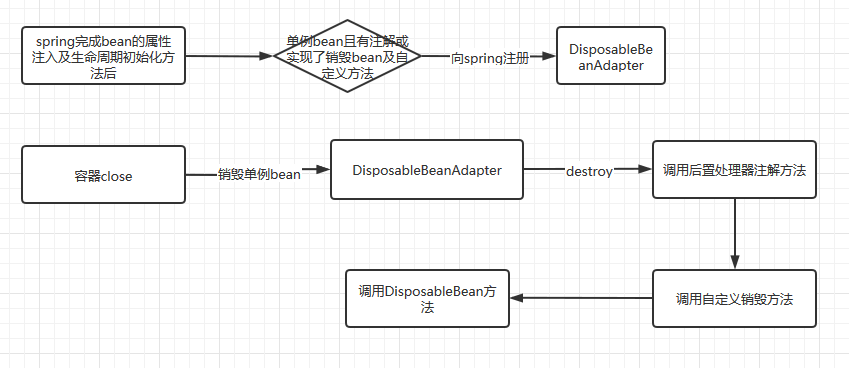 spring完成bean的属性
注入及生命周期初始化方
法后
单例bean且有注解或
实现了销毁bean及自
定义方法
向spring注册
DisposableBe
anAdapter
容器close
销毁单例bean
DisposableBeanAdapter
destroy
调用后置处理器注解方法
调用DisposableBean方
法
调用自定义销毁方法